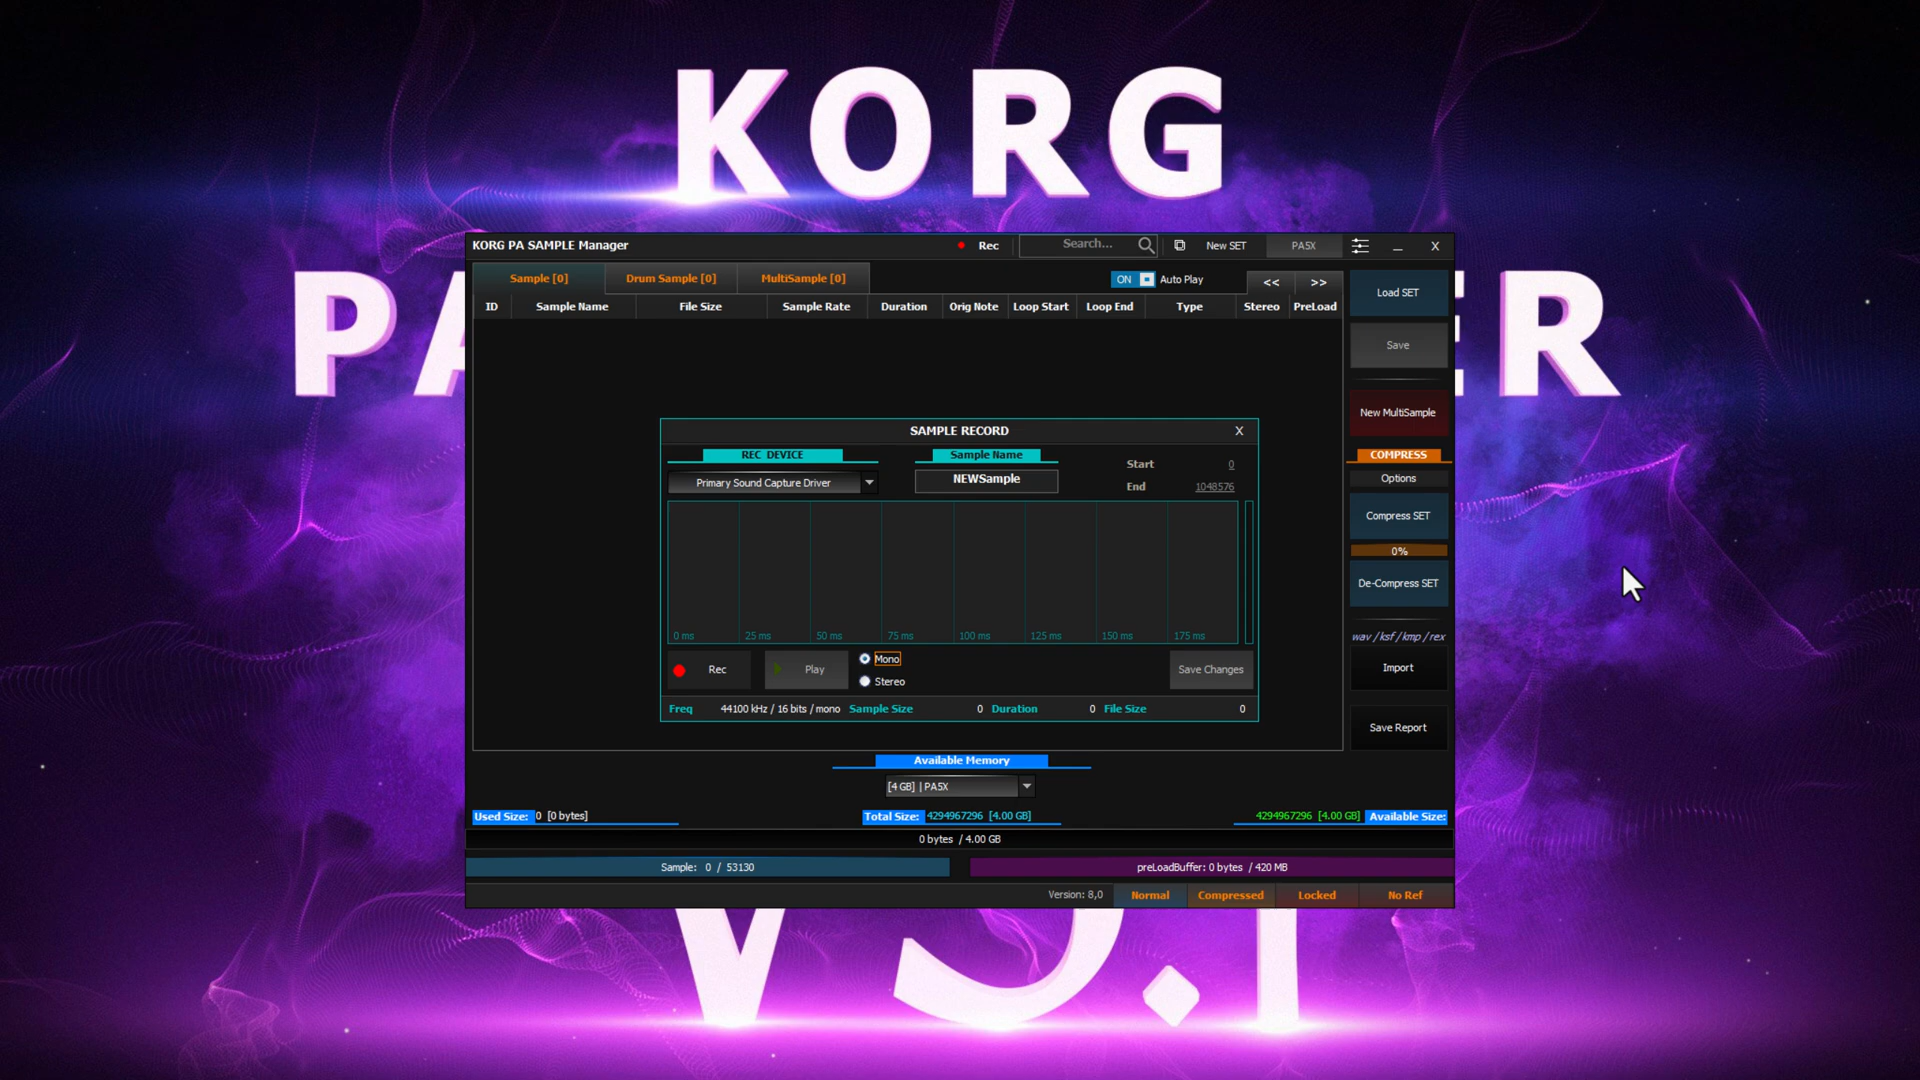 KORG
PA
ER
KORG PA SAMPLE Manager
Rec
Search...
New SET
PA5X
X
Sample [0]
Drum Sample [0]
MultiSample [0]
ON
Auto Play
<<
>>
ID
Sample Name
File Size
Sample Rate
Duration
Orig Note
Loop Start
Loop End
Type
Stereo
PreLoad
Load SET
Save
New MultiSample
COMPRESS
Options
Compress SET
0%
De-Compress SET
wav / ksf / kmp / rex
Import
Save Report
SAMPLE RECORD
X
REC DEVICE
Primary Sound Capture Driver
Sample Name
NEWSample
Start 0
End 1048576
0 ms 25 ms 50 ms 75 ms 100 ms 125 ms 150 ms 175 ms
Rec
Play
Mono
Stereo
Save Changes
Freq 44100 kHz / 16 bits / mono Sample Size 0 Duration 0 File Size 0
Available Memory
[4 GB] | PA5X
Used Size: 0 [0 bytes]
Total Size: 4294967296 [4.00 GB]
4294967296 [4.00 GB] Available Size:
0 bytes / 4.00 GB
Sample: 0 / 53130
preLoadBuffer: 0 bytes / 420 MB
Version: 8,0
Normal
Compressed
Locked
No Ref